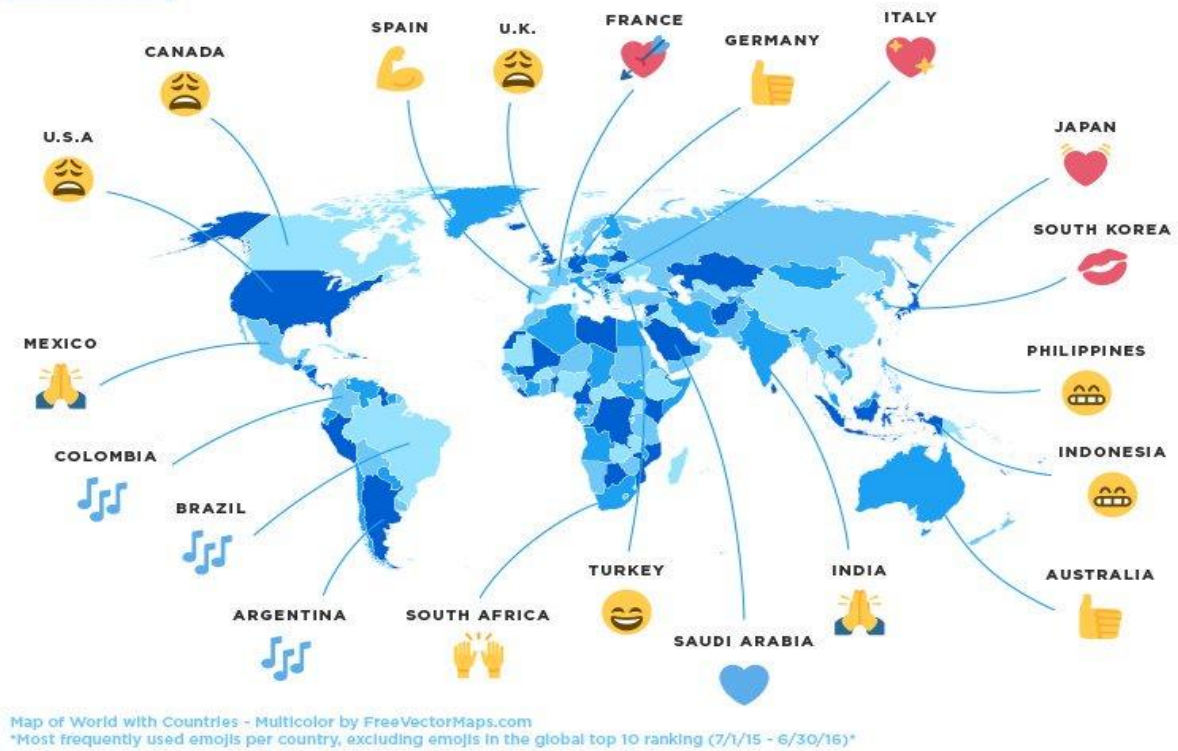 FRANCE
ITALY
SPAIN
U.K.
GERMANY
CANADA
U.S.A
JAPAN
SOUTH KOREA
MEXICO
PHILIPPINES
COLOMBIA
INDONESIA
BRAZIL
TURKEY
INDIA
AUSTRALIA
ARGENTINA
SOUTH AFRICA
SAUDI ARABIA
Map of World with Countries - Multicolor by FreeVectorMaps.com
*Most frequently used emojis per country, excluding emojis in the global top 10 ranking (7/1/15 - 6/30/16)*